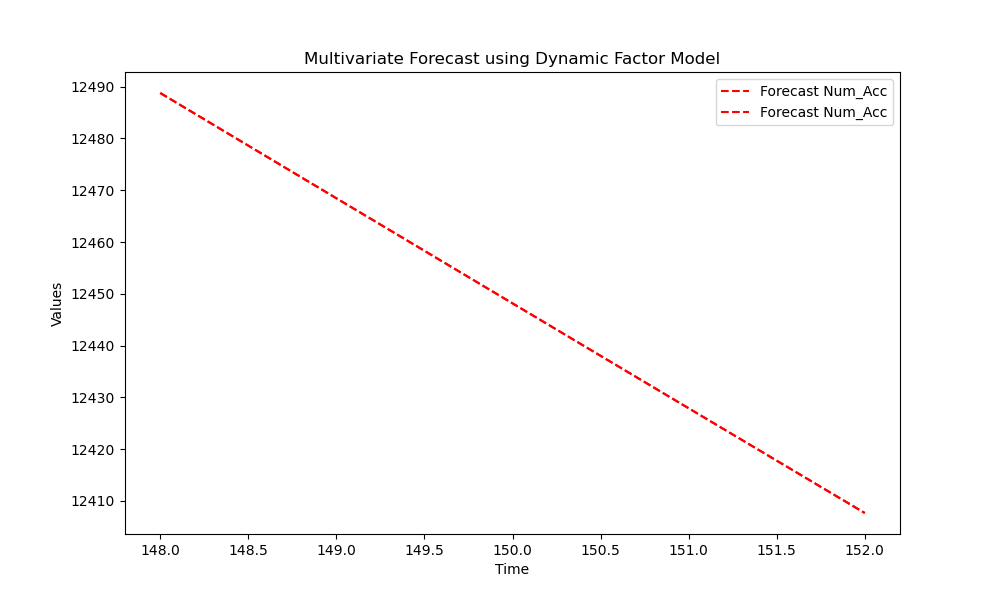 Multivariate Forecast using Dynamic Factor Model
Forecast Num_Acc
Forecast Num_Acc
Values
12490
12480
12470
12460
12450
12440
12430
12420
12410
148.0 148.5 149.0 149.5 150.0 150.5 151.0 151.5 152.0
Time